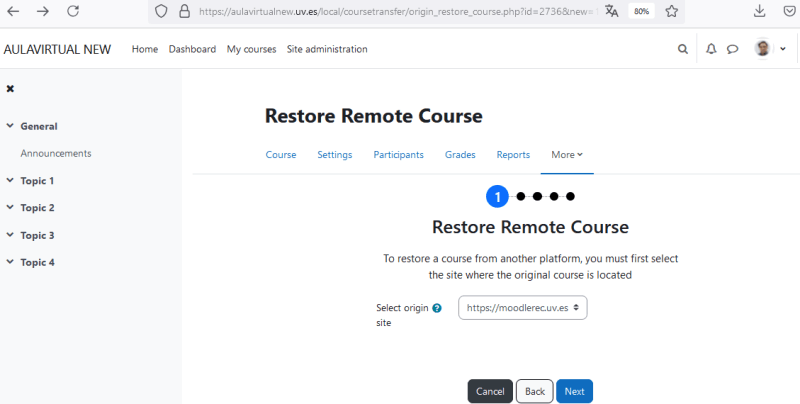 https://aulavirtualnew.uv.es/local/coursetransfer/origin_restore_course.php?id=2736&new=
80%
AULAVIRTUAL NEW Home Dashboard My courses Site administration
Restore Remote Course
General
Announcements
Topic 1
Topic 2
Topic 3
Topic 4
Course Settings Participants Grades Reports More
1
Restore Remote Course
To restore a course from another platform, you must first select
the site where the original course is located
Select origin
site
https://moodlerec.uv.es
Cancel Back Next